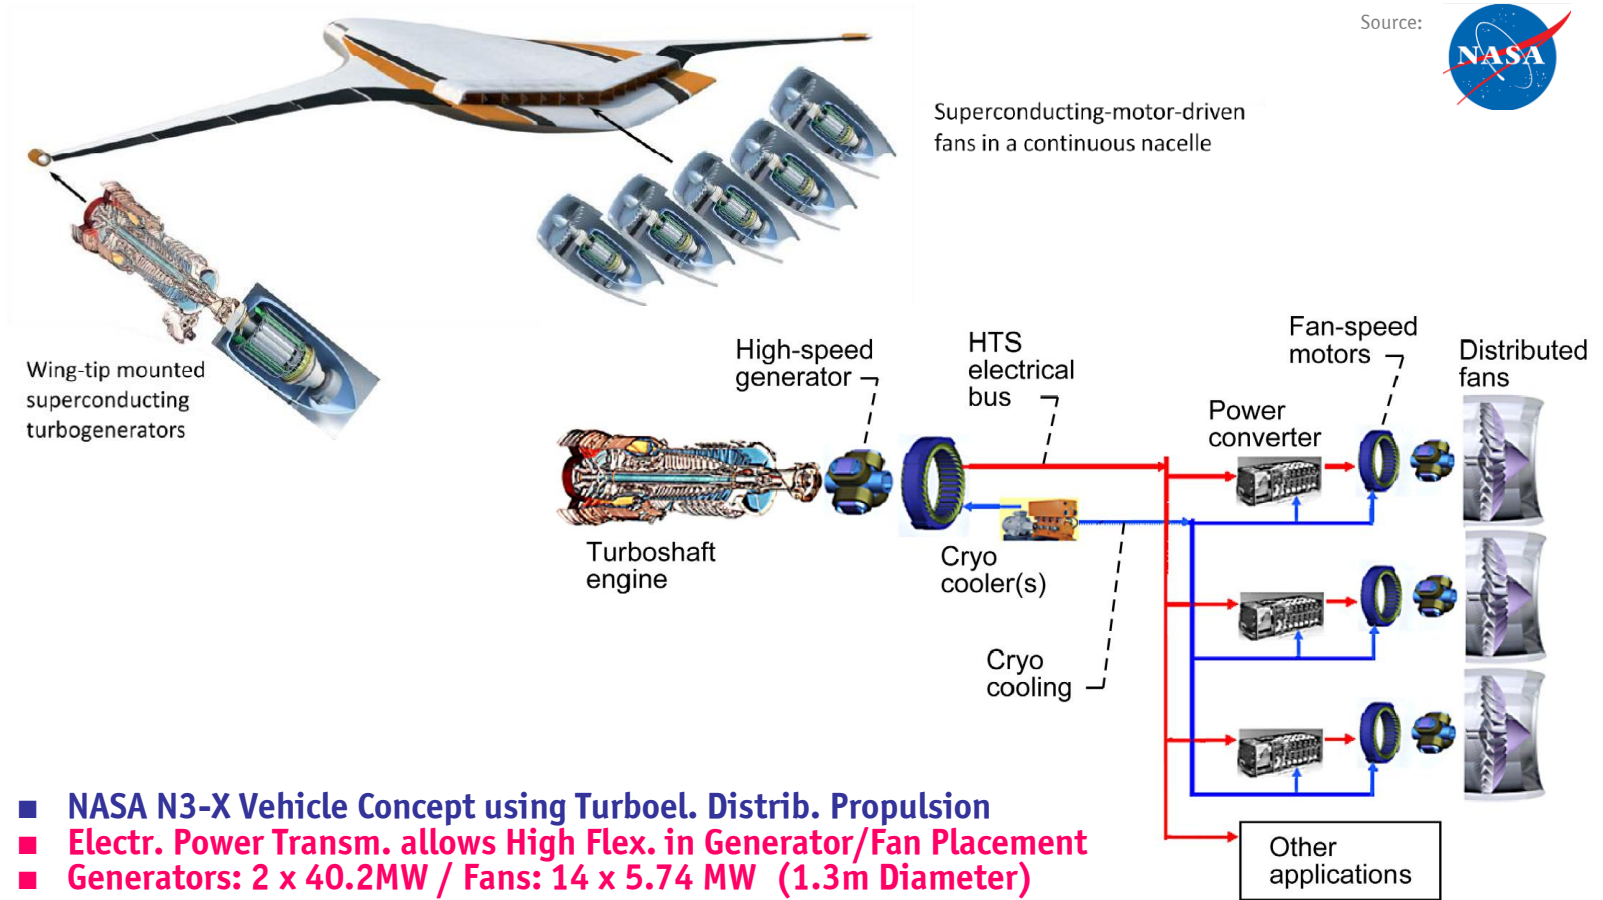 Source:
NASA
Superconducting-motor-driven
fans in a continuous nacelle
Wing-tip mounted
superconducting
turbogenerators
High-speed
generator
HTS
electrical
bus
Fan-speed
motors
Distributed
fans
Power
converter
Turboshaft
engine
Cryo
cooler(s)
Cryo
cooling
Other
applications
■ NASA N3-X Vehicle Concept using Turboel. Distrib. Propulsion
■ Electr. Power Transm. allows High Flex. in Generator/Fan Placement
■ Generators: 2 x 40.2MW / Fans: 14 x 5.74 MW (1.3m Diameter)